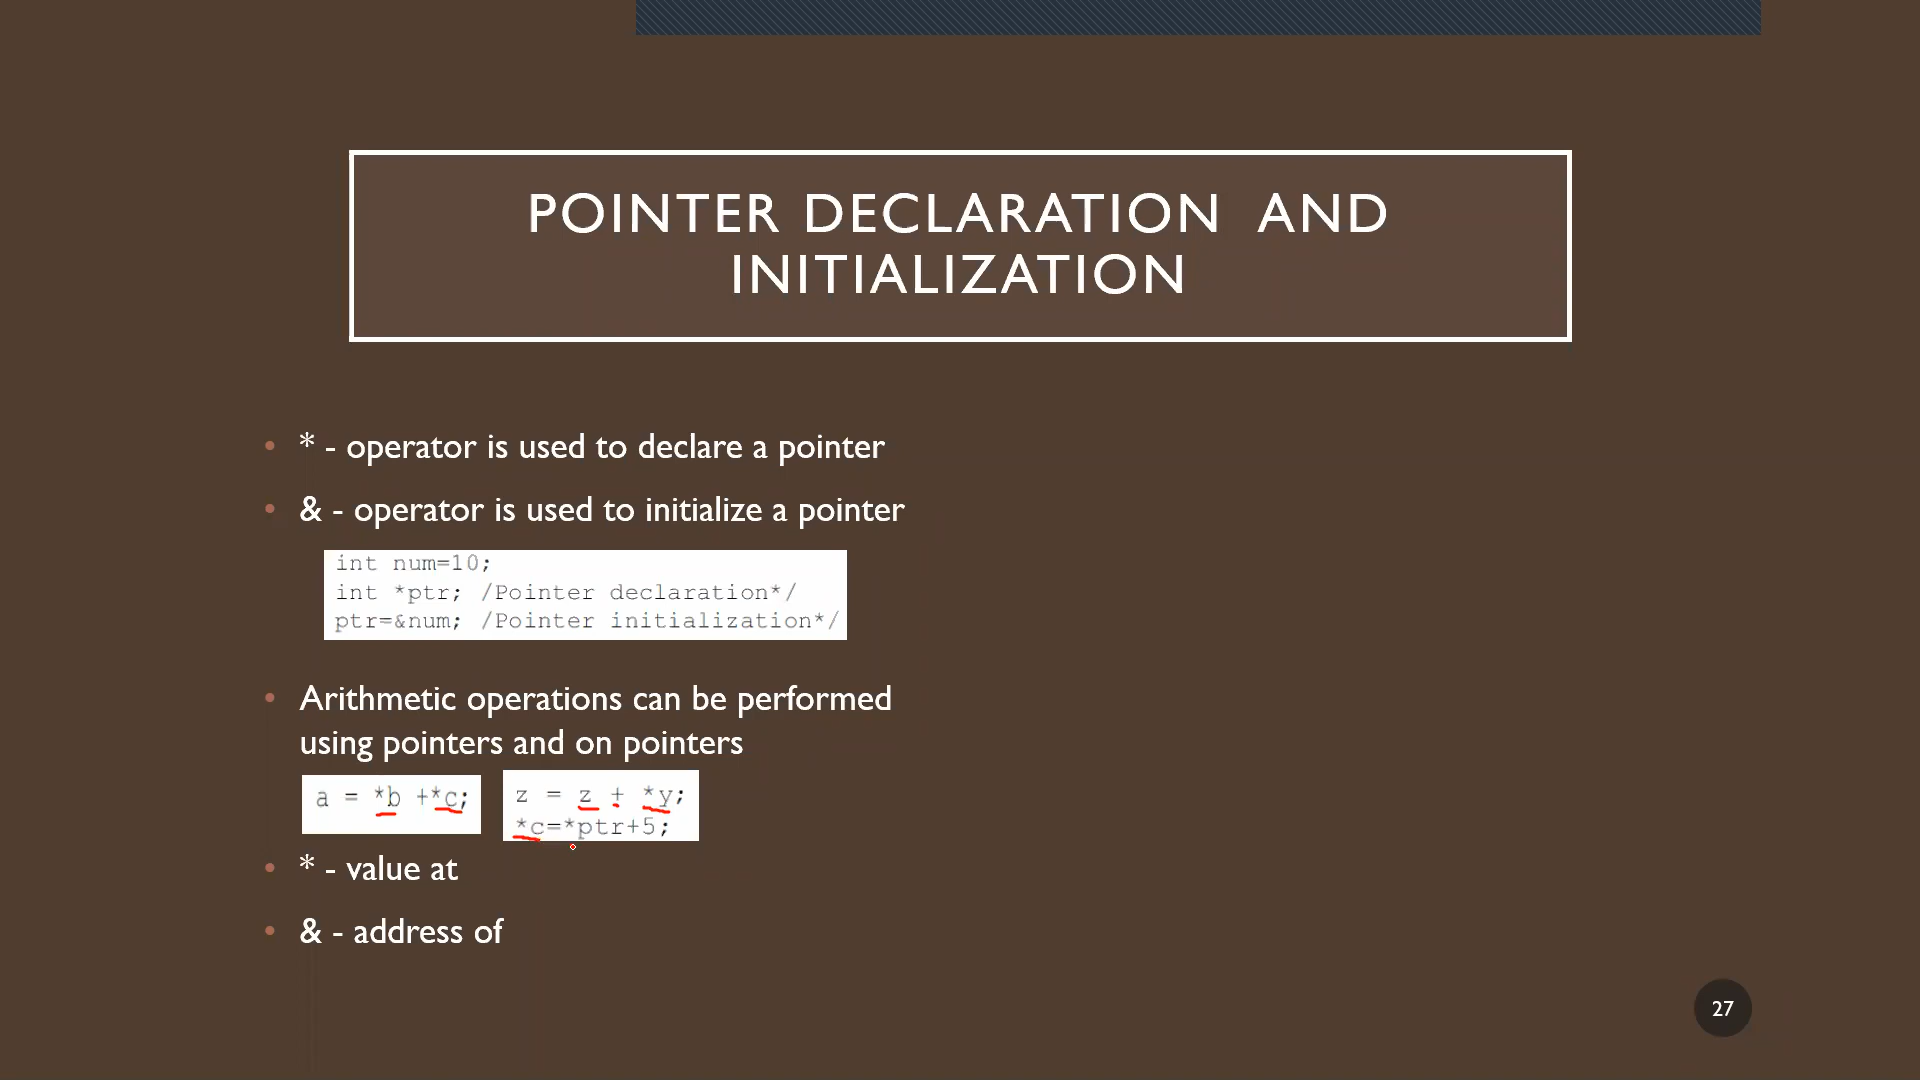 POINTER DECLARATION AND
INITIALIZATION
• * - operator is used to declare a pointer
• & - operator is used to initialize a pointer
int num=10;
int *ptr; /Pointer declaration*/
ptr=&num; /Pointer initialization*/
• Arithmetic operations can be performed
using pointers and on pointers
a = *b +*c;
z = z + *y;
*c=*ptr+5;
• * - value at
• & - address of
27